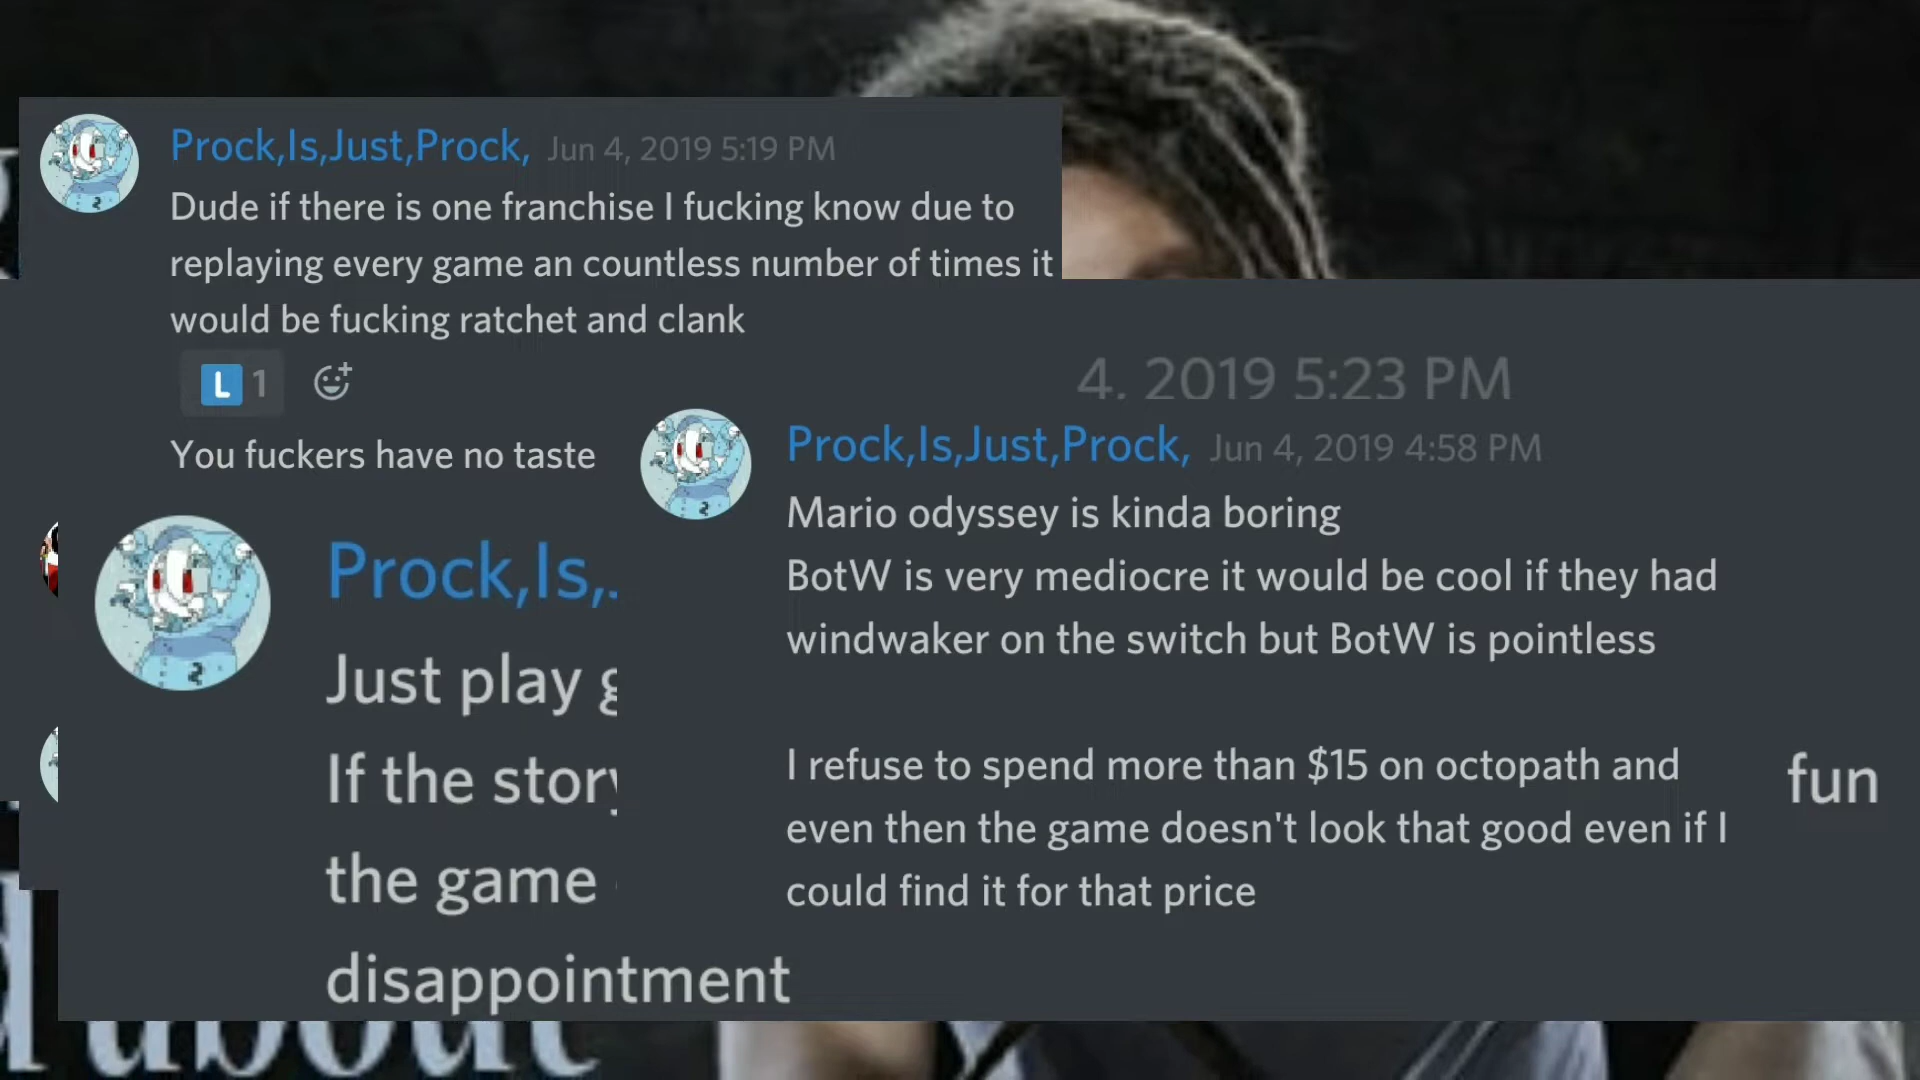 Prock,Is,Just,Prock, Jun 4, 2019 5:19 PM
Dude if there is one franchise I fucking know due to
replaying every game an countless number of times it
would be fucking ratchet and clank
L 1
You fuckers have no taste
4, 2019 5:23 PM
Prock,Is,Just,Prock, Jun 4, 2019 4:58 PM
Mario odyssey is kinda boring
BotW is very mediocre it would be cool if they had
windwaker on the switch but BotW is pointless
I refuse to spend more than $15 on octopath and
even then the game doesn't look that good even if I
could find it for that price
Prock,Is,.
Just play
If the story
the game
disappointment
fun
about